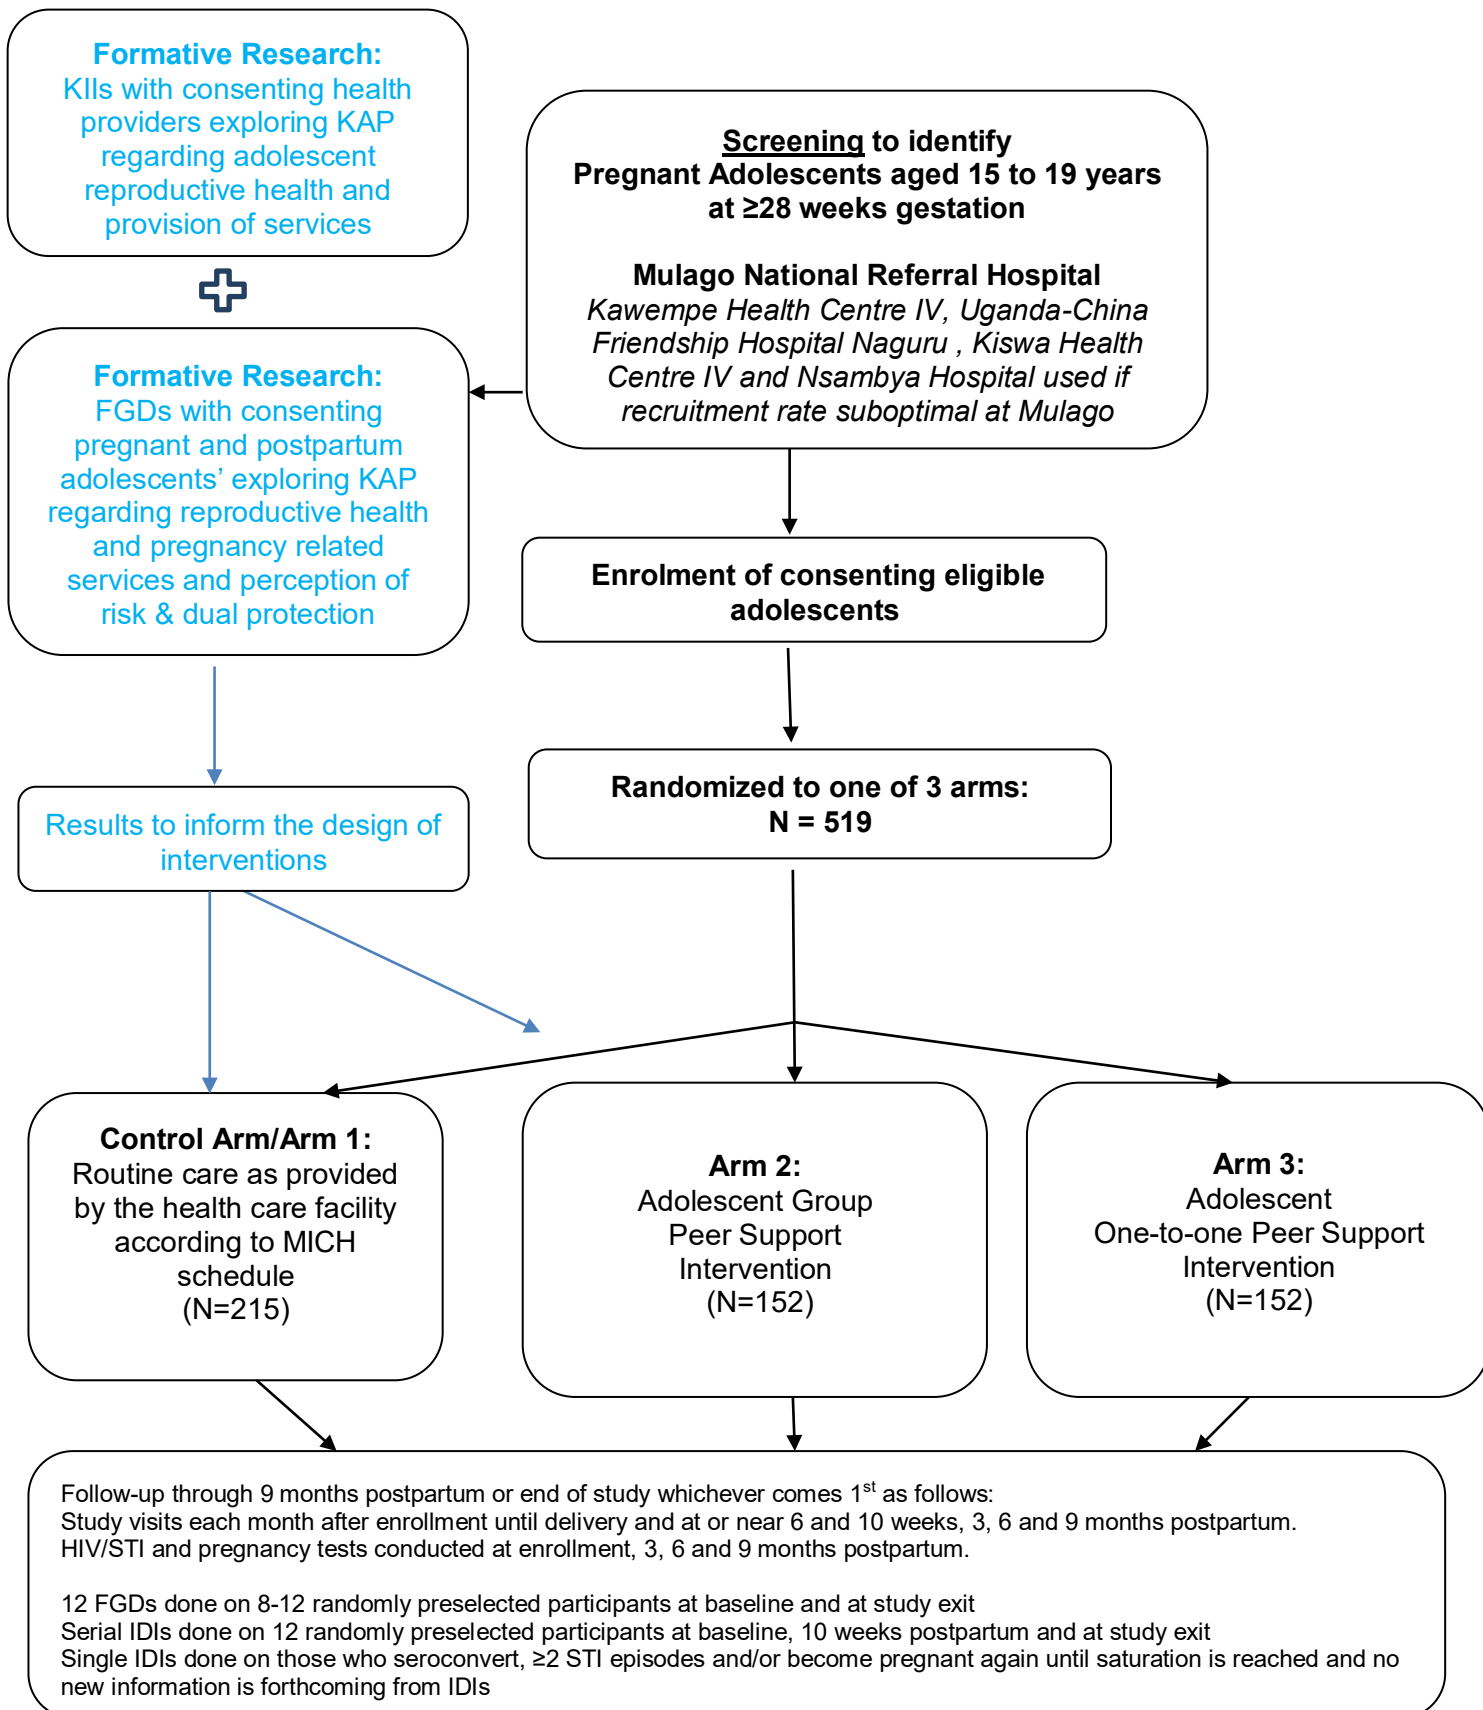 Formative Research:
KIIs with consenting health
providers exploring KAP
regarding adolescent
reproductive health and
provision of services
Screening to identify
Pregnant Adolescents aged 15 to 19 years
at ≥28 weeks gestation
Mulago National Referral Hospital
Kawempe Health Centre IV, Uganda-China
Friendship Hospital Naguru , Kiswa Health
Centre IV and Nsambya Hospital used if
recruitment rate suboptimal at Mulago
Formative Research:
FGDs with consenting
pregnant and postpartum
adolescents’ exploring KAP
regarding reproductive health
and pregnancy related
services and perception of
risk & dual protection
Enrolment of consenting eligible
adolescents
Randomized to one of 3 arms:
N = 519
Results to inform the design of
interventions
Control Arm/Arm 1:
Routine care as provided
by the health care facility
according to MICH
schedule
(N=215)
Arm 2:
Adolescent Group
Peer Support
Intervention
(N=152)
Arm 3:
Adolescent
One-to-one Peer Support
Intervention
(N=152)
Follow-up through 9 months postpartum or end of study whichever comes 1st as follows:
Study visits each month after enrollment until delivery and at or near 6 and 10 weeks, 3, 6 and 9 months postpartum.
HIV/STI and pregnancy tests conducted at enrollment, 3, 6 and 9 months postpartum.
12 FGDs done on 8-12 randomly preselected participants at baseline and at study exit
Serial IDIs done on 12 randomly preselected participants at baseline, 10 weeks postpartum and at study exit
Single IDIs done on those who seroconvert, ≥2 STI episodes and/or become pregnant again until saturation is reached and no
new information is forthcoming from IDIs